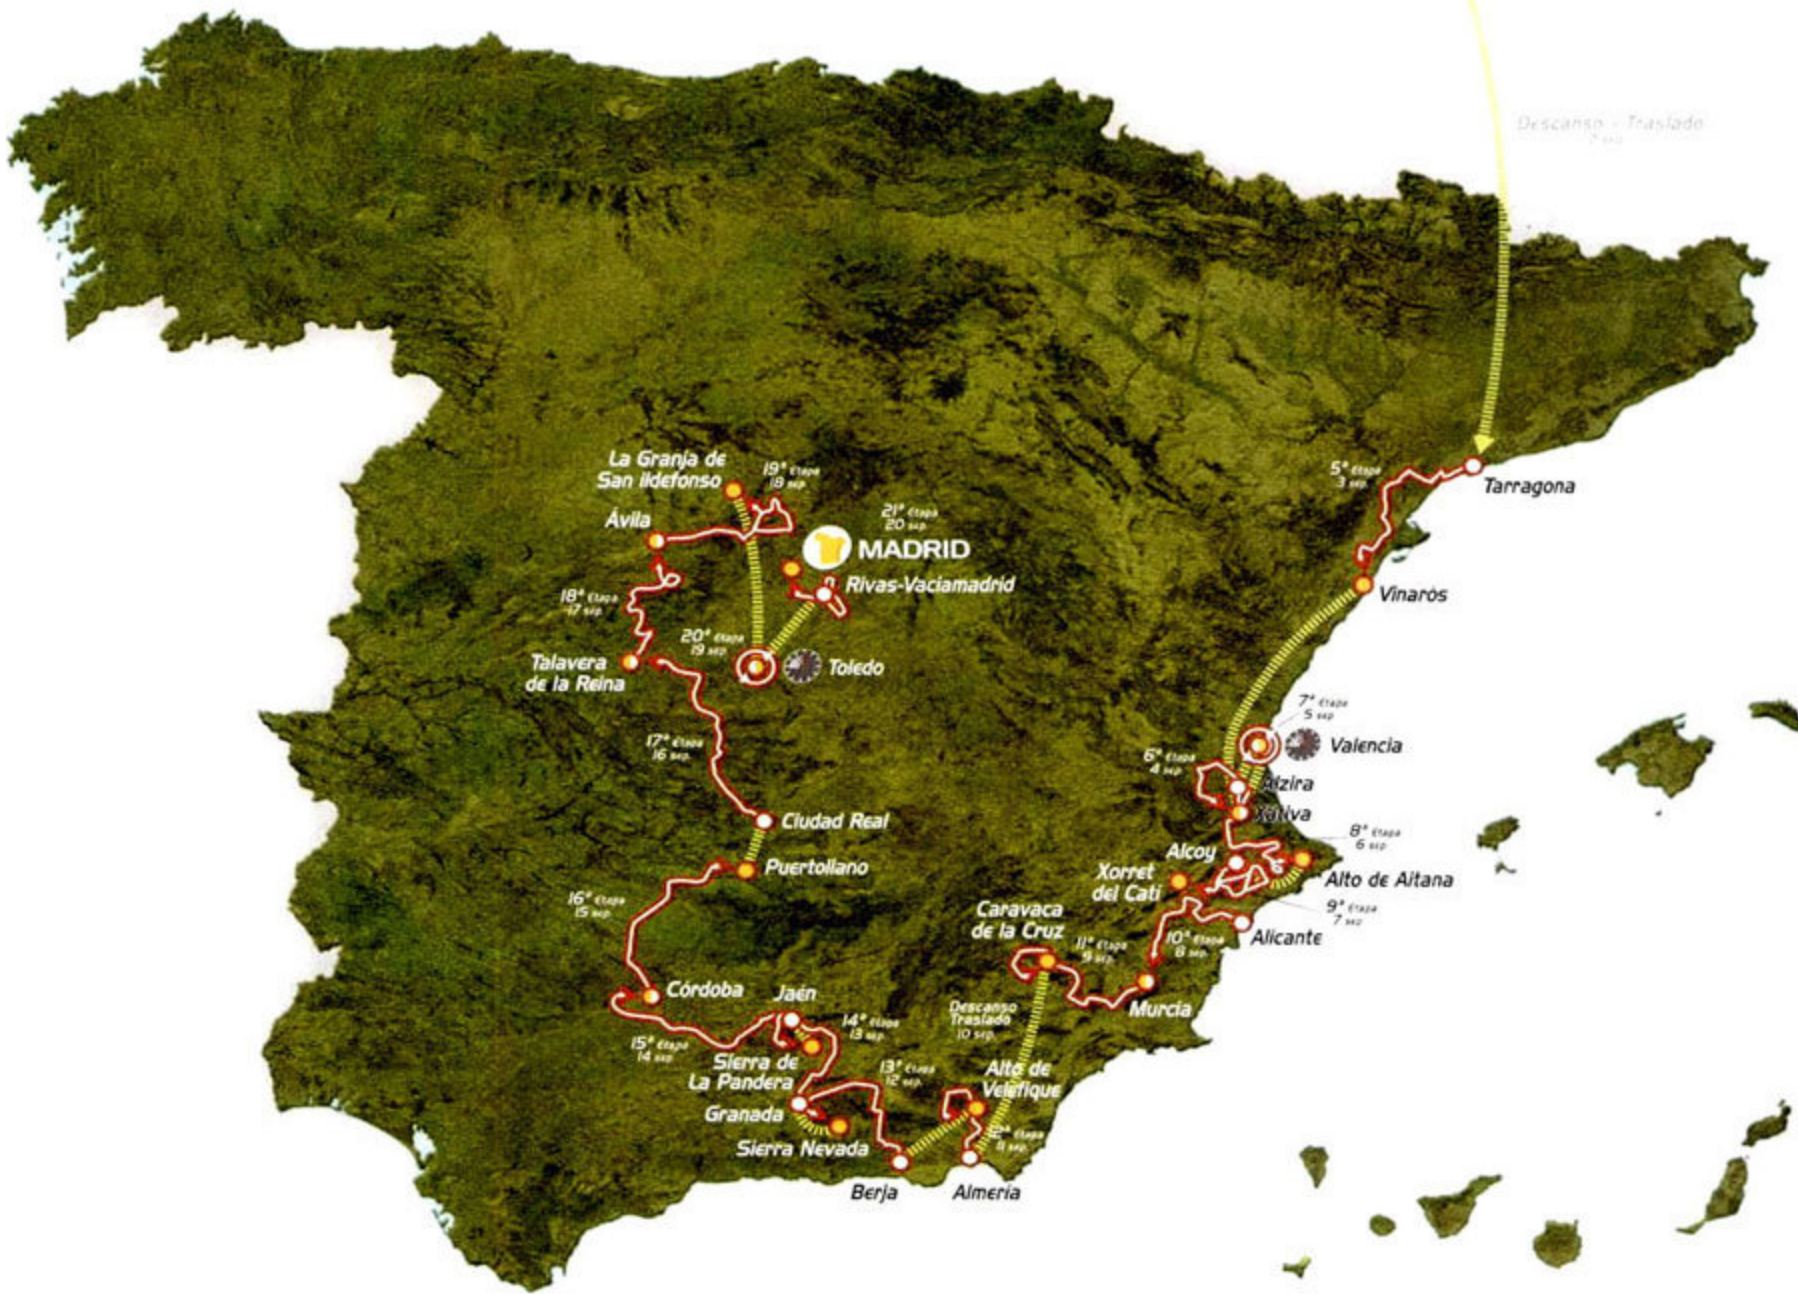 Descanso - Traslado
La Granja de
San Ildefonso
19ª Etapa
18 sep.
Ávila
21ª Etapa
20 sep.
MADRID
Rivas-Vaciamadrid
5ª Etapa
3 sep.
Tarragona
Vinaròs
18ª Etapa
17 sep.
20ª Etapa
19 sep.
Toledo
Talavera
de la Reina
7ª Etapa
5 sep.
Valencia
17ª Etapa
16 sep.
6ª Etapa
4 sep.
Alzira
Xátiva
Ciudad Real
8ª Etapa
6 sep.
Alcoy
Puertollano
Xorret
del Catí
Alto de Aitana
9ª Etapa
7 sep.
16ª Etapa
15 sep.
Caravaca
de la Cruz
11ª Etapa
9 sep.
10ª Etapa
8 sep.
Alicante
Córdoba
Jaén
Murcia
Descanso
Traslado
10 sep.
14ª Etapa
13 sep.
15ª Etapa
14 sep.
Sierra de
La Pandera
13ª Etapa
12 sep.
Alto de
Velefique
Granada
12ª Etapa
11 sep.
Sierra Nevada
Berja
Almería